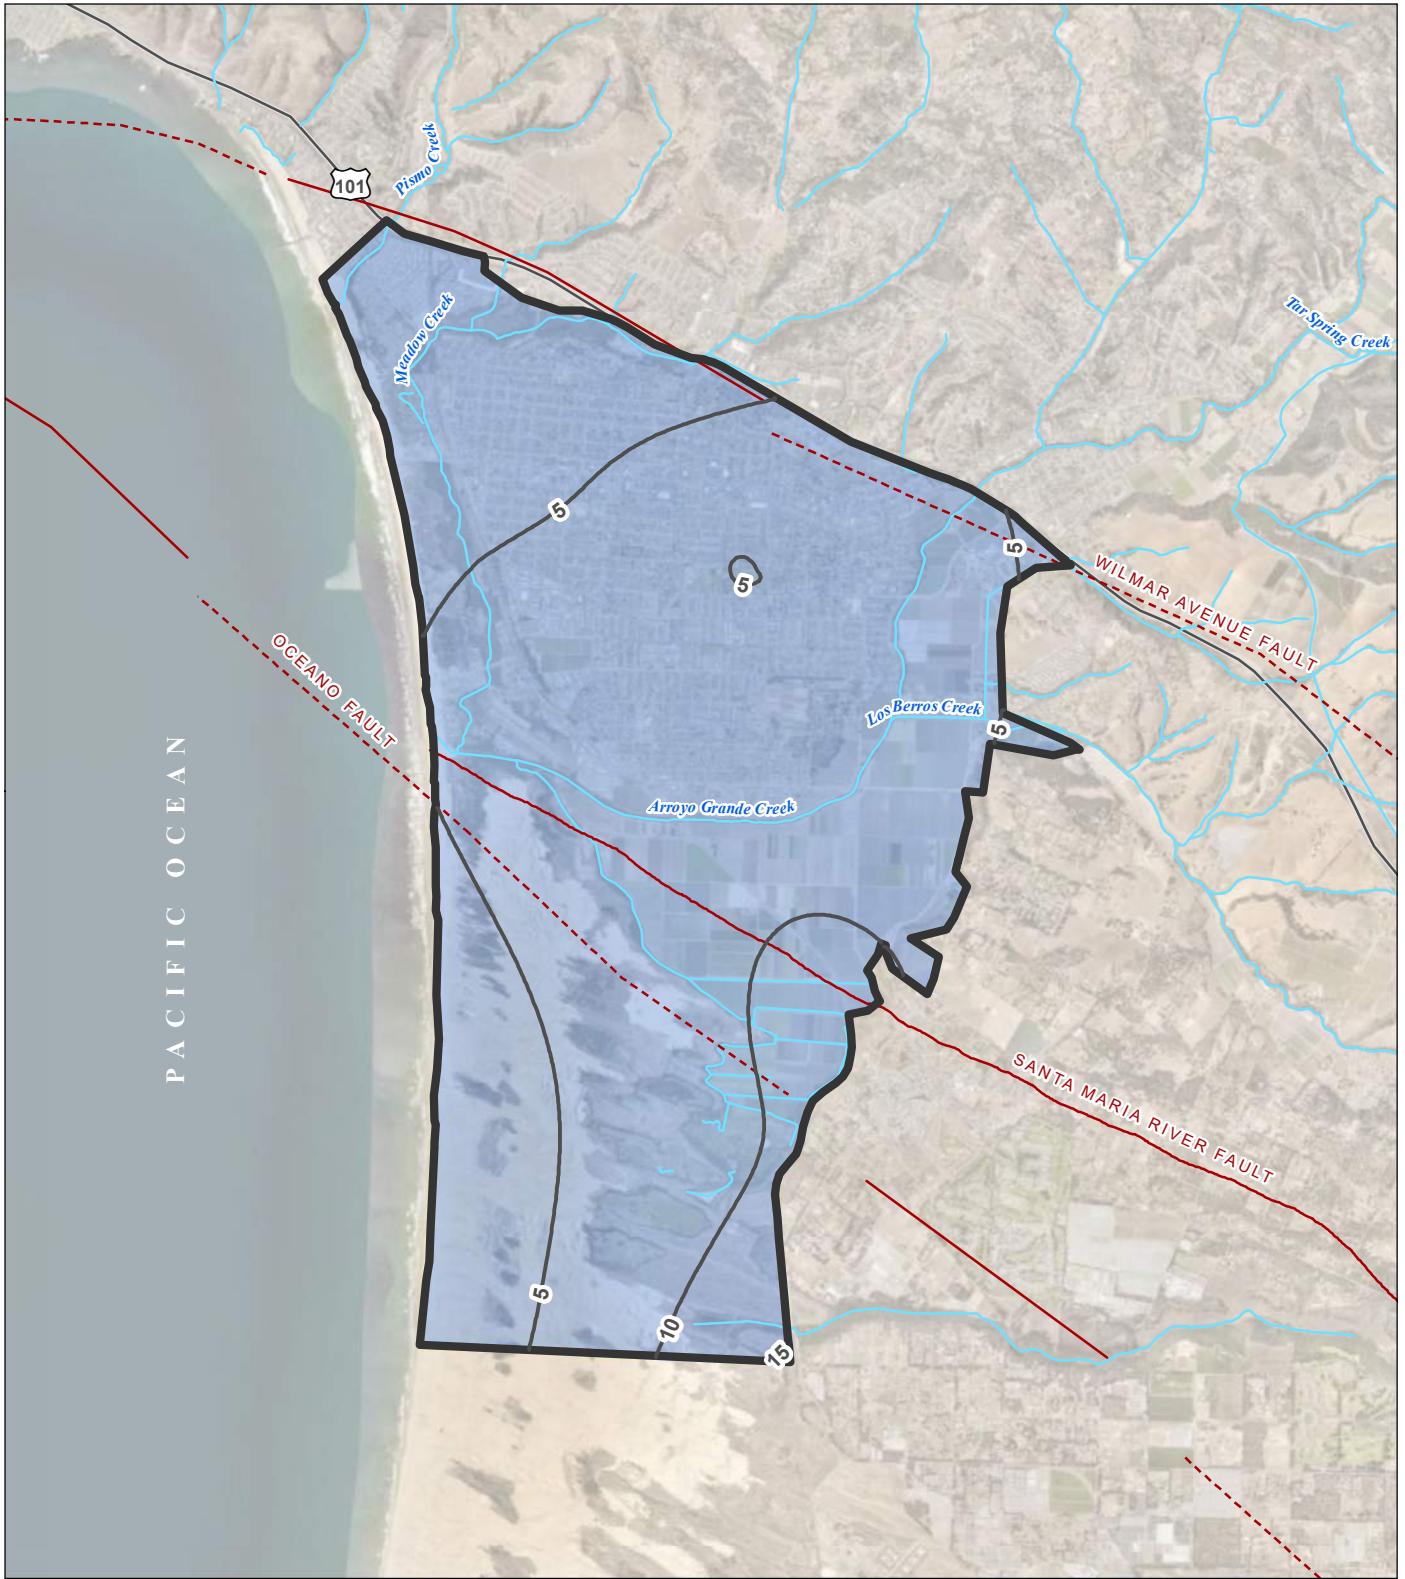 Pismo Creek
101
Meadow Creek
Tar Spring Creek
5
5
5
WILMAR AVENUE FAULT
OCEANO FAULT
Los Berros Creek
5
PACIFIC OCEAN
Arroyo Grande Creek
SANTA MARIA RIVER FAULT
5
10
15